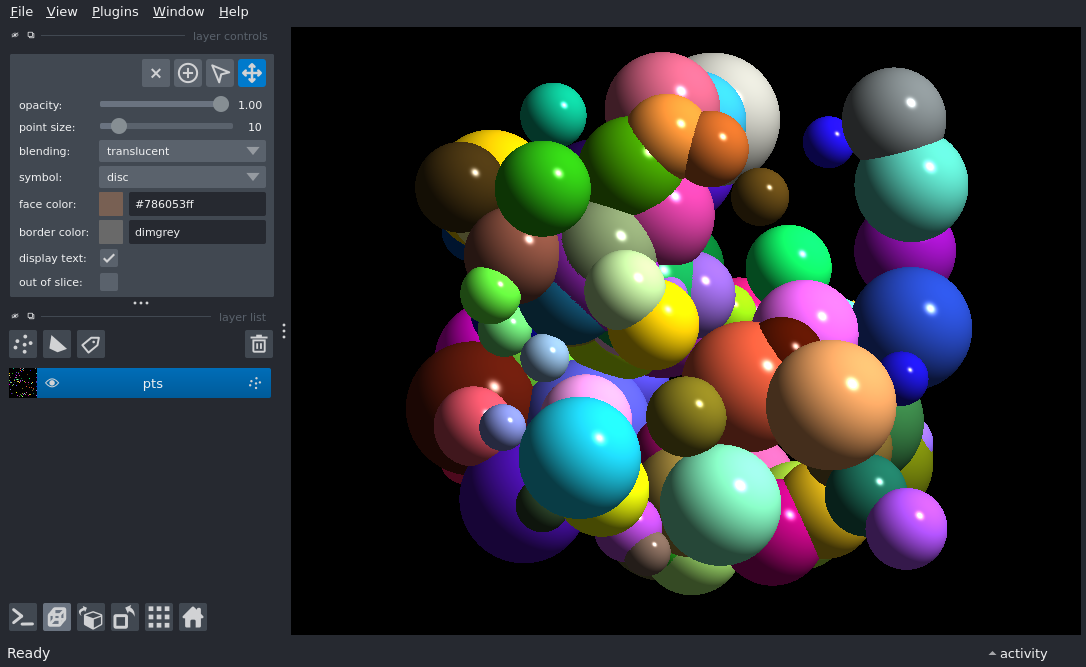 File View Plugins Window Help
layer controls
opacity: 1.00
point size: 10
blending: translucent
symbol: disc
face color: #786053ff
border color: dimgrey
display text:
out of slice:
layer list
pts
Ready
activity